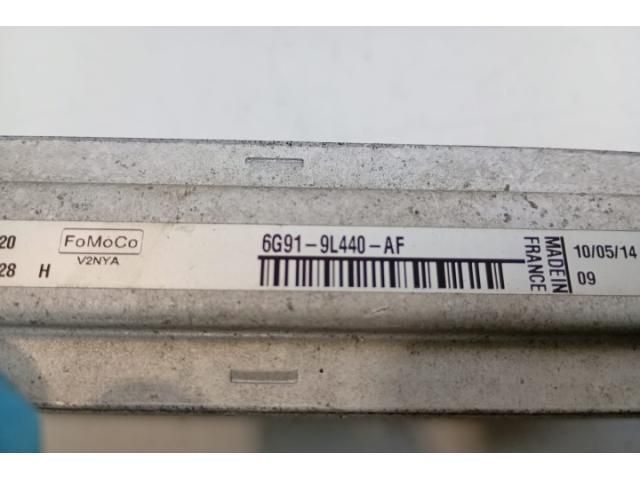 20
28 H
FoMoCo
V2NYA
6G91-9L440-AF
MADE IN
FRANCE
10/05/14
09